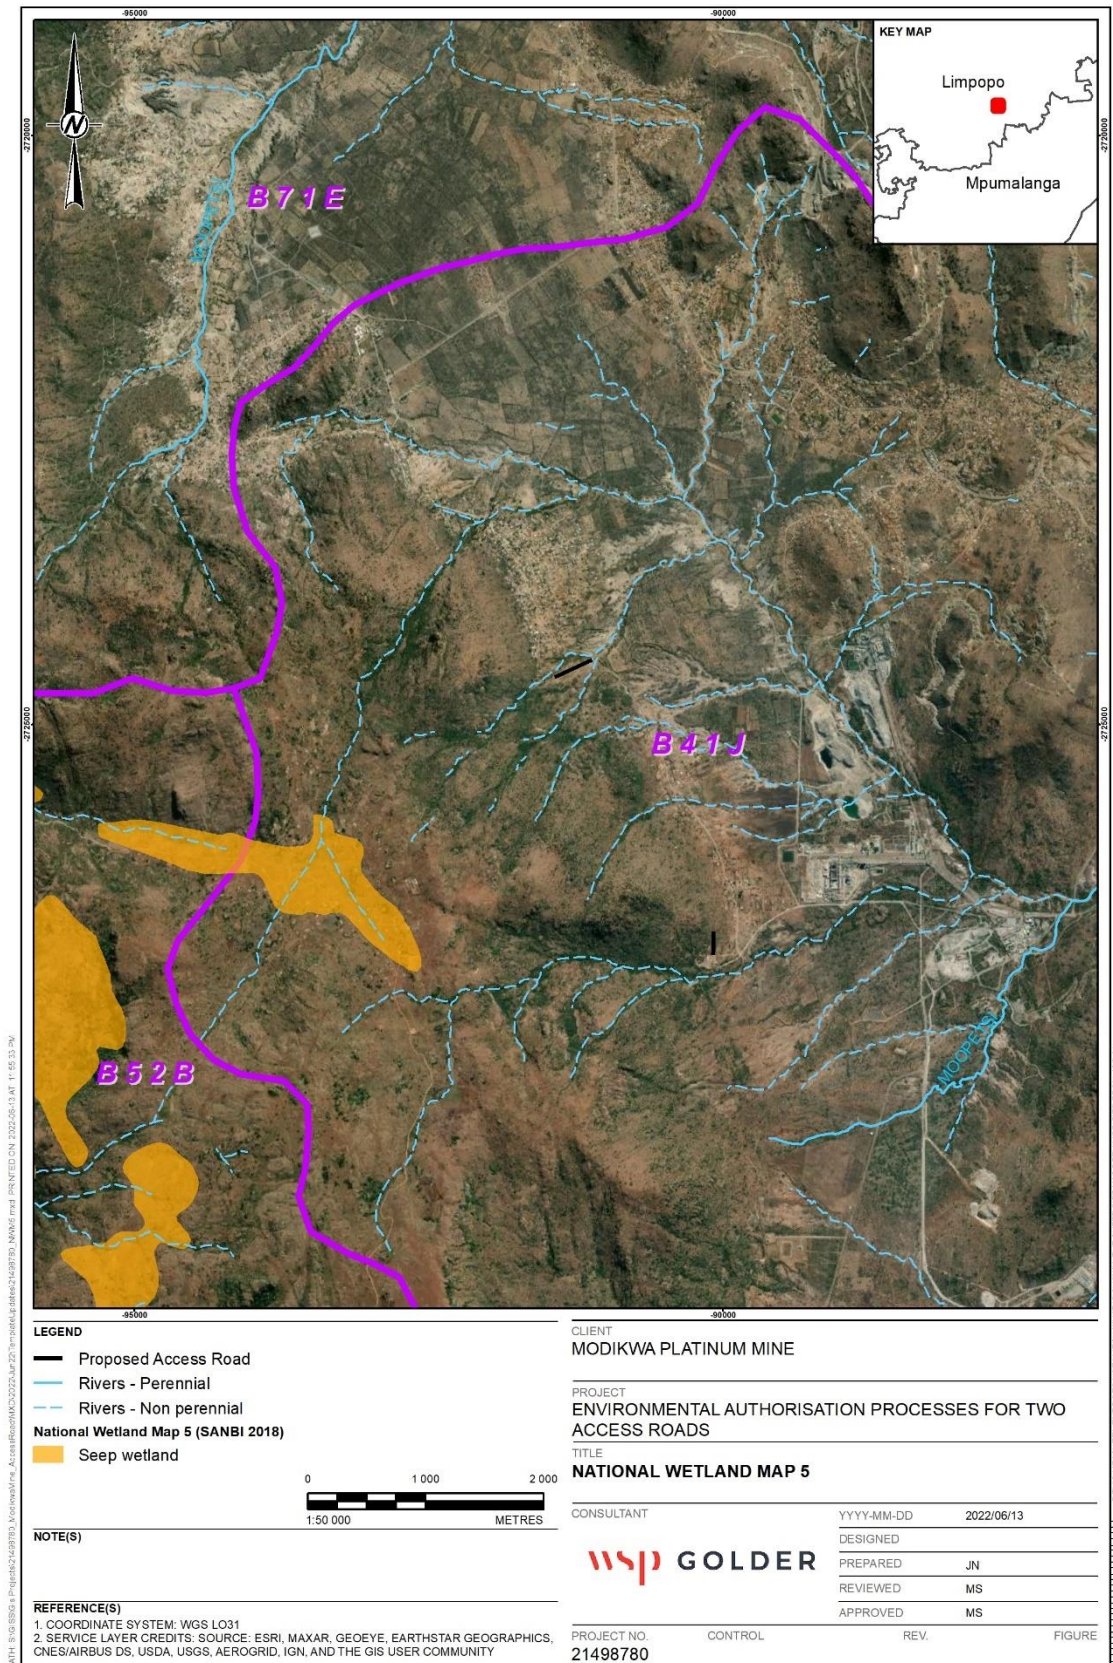 -95000
-90000
KEY MAP
Limpopo
Mpumalanga
N
-2720000
-2720000
B71E
-2725000
-2725000
B41J
B52B
MOOPETS
-95000
-90000
LEGEND
Proposed Access Road
Rivers - Perennial
Rivers - Non perennial
National Wetland Map 5 (SANBI 2018)
Seep wetland
0 1 000 2 000
1:50 000 METRES
NOTE(S)
REFERENCE(S)
1. COORDINATE SYSTEM: WGS LO31
2. SERVICE LAYER CREDITS: SOURCE: ESRI, MAXAR, GEOEYE, EARTHSTAR GEOGRAPHICS,
CNES/AIRBUS DS, USDA, USGS, AEROGRID, IGN, AND THE GIS USER COMMUNITY
CLIENT
MODIKWA PLATINUM MINE
PROJECT
ENVIRONMENTAL AUTHORISATION PROCESSES FOR TWO
ACCESS ROADS
TITLE
NATIONAL WETLAND MAP 5
CONSULTANT
wsp GOLDER
YYYY-MM-DD 2022/06/13
DESIGNED
PREPARED JN
REVIEWED MS
APPROVED MS
PROJECT NO. CONTROL REV. FIGURE
21498780